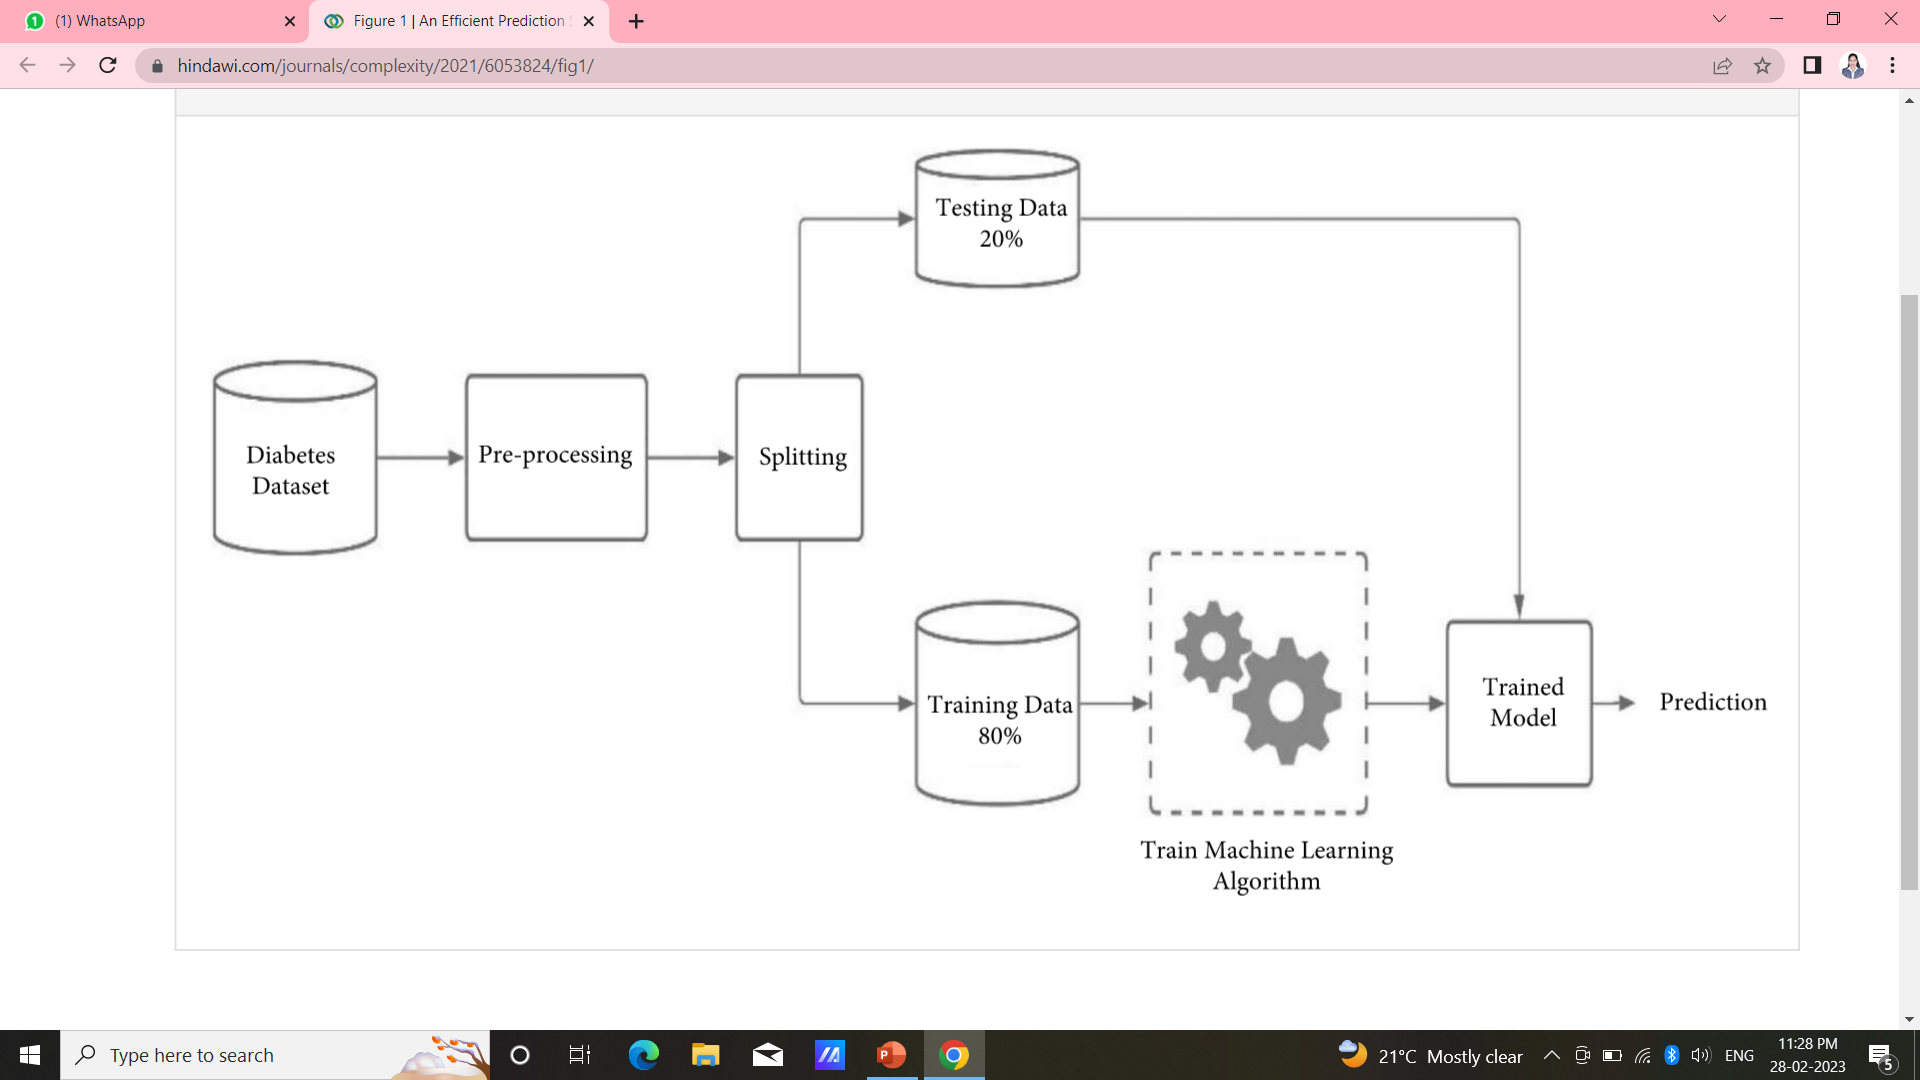 (1) WhatsApp
Figure 1 | An Efficient Prediction
hindawi.com/journals/complexity/2021/6053824/fig1/
Testing Data
20%
Diabetes
Dataset
Pre-processing
Splitting
Training Data
80%
Trained
Model
Prediction
Train Machine Learning
Algorithm
Type here to search
21°C Mostly clear
ENG
11:28 PM
28-02-2023
5